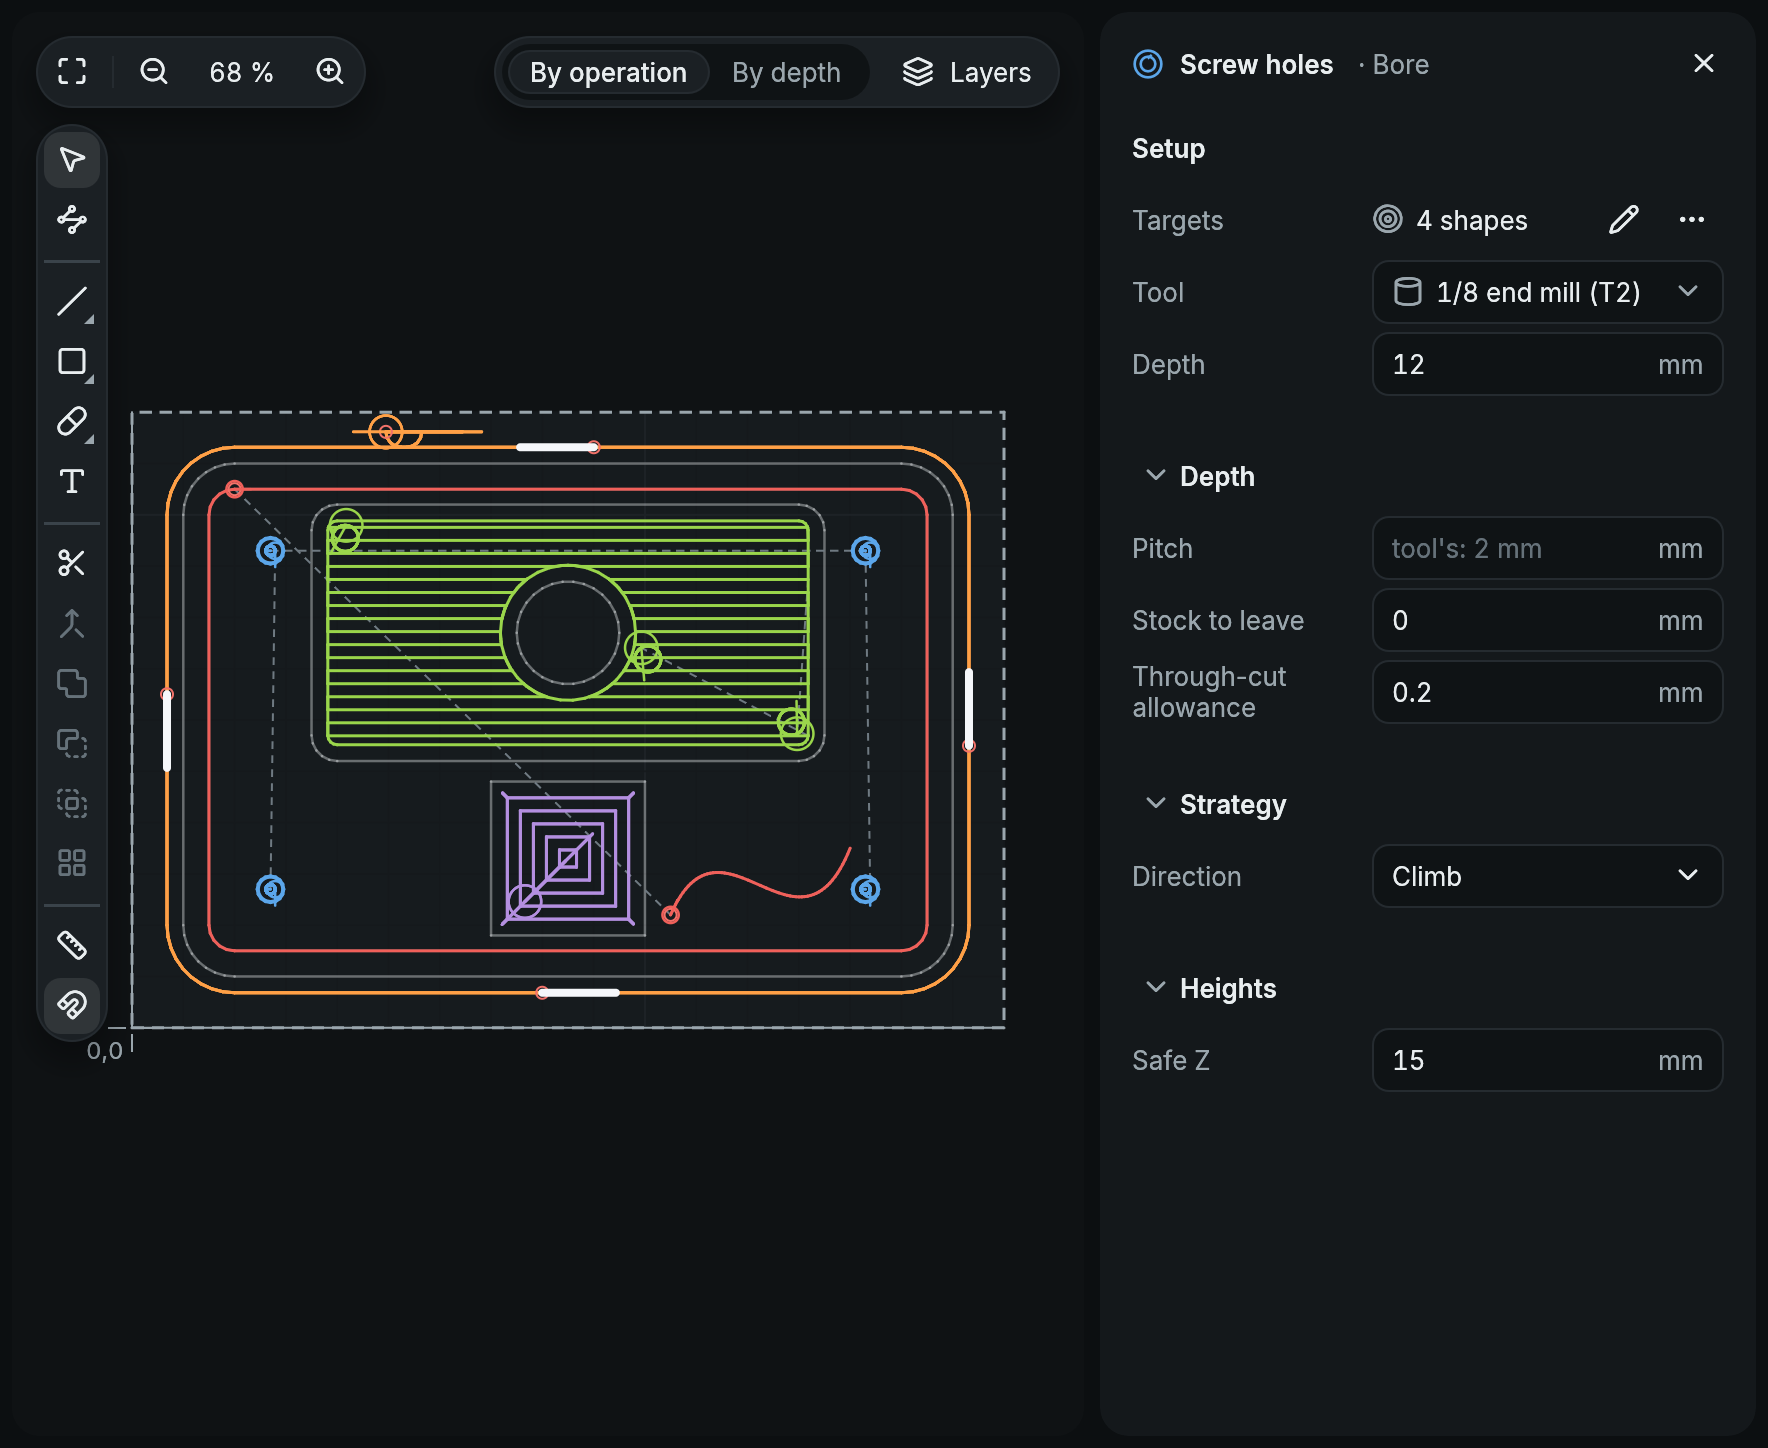 68 %
By operation
By depth
Layers
0,0
Screw holes · Bore
Setup
Targets
4 shapes
Tool
1/8 end mill (T2)
Depth
12 mm
Depth
Pitch
tool's: 2 mm mm
Stock to leave
0 mm
Through-cut
allowance
0.2 mm
Strategy
Direction
Climb
Heights
Safe Z
15 mm